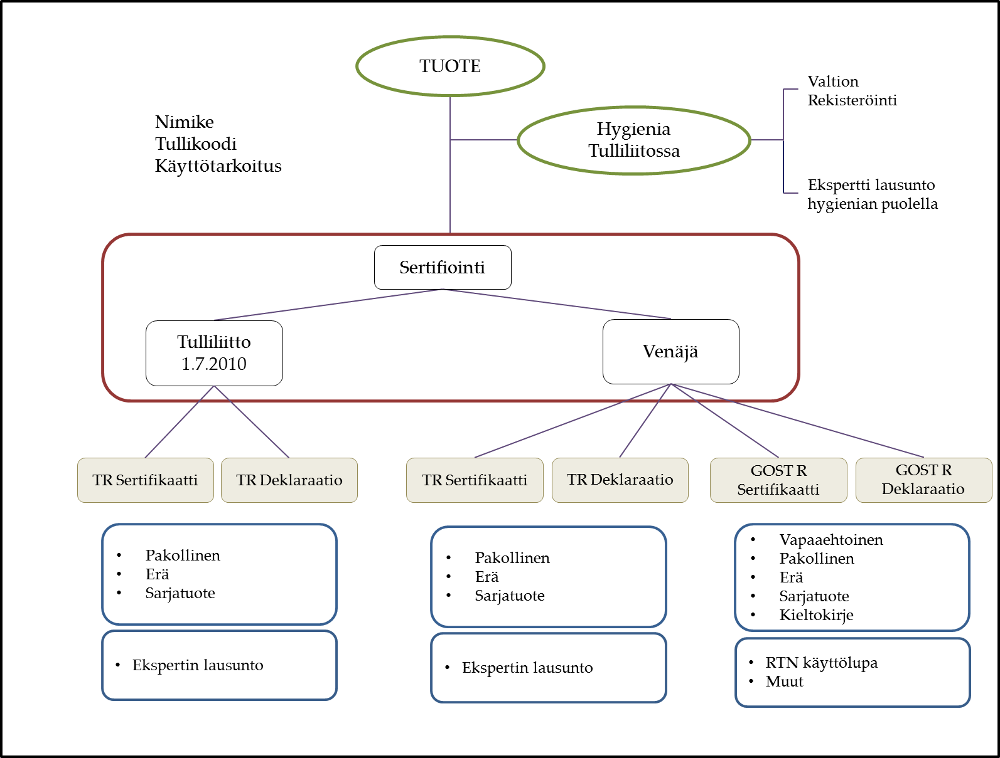 TUOTE
Nimike
Tullikoodi
Käyttötarkoitus
Hygienia
Tulliliitossa
Valtion
Rekisteröinti
Ekspertti lausunto
hygienian puolella
Sertifiointi
Tulliliitto
1.7.2010
Venäjä
TR Sertifikaatti
TR Deklaraatio
TR Sertifikaatti
TR Deklaraatio
GOST R
Sertifikaatti
GOST R
Deklaraatio
• Pakollinen
• Erä
• Sarjatuote
• Ekspertin lausunto
• Pakollinen
• Erä
• Sarjatuote
• Ekspertin lausunto
• Vapaaehtoinen
• Pakollinen
• Erä
• Sarjatuote
• Kieltokirje
• RTN käyttölupa
• Muut